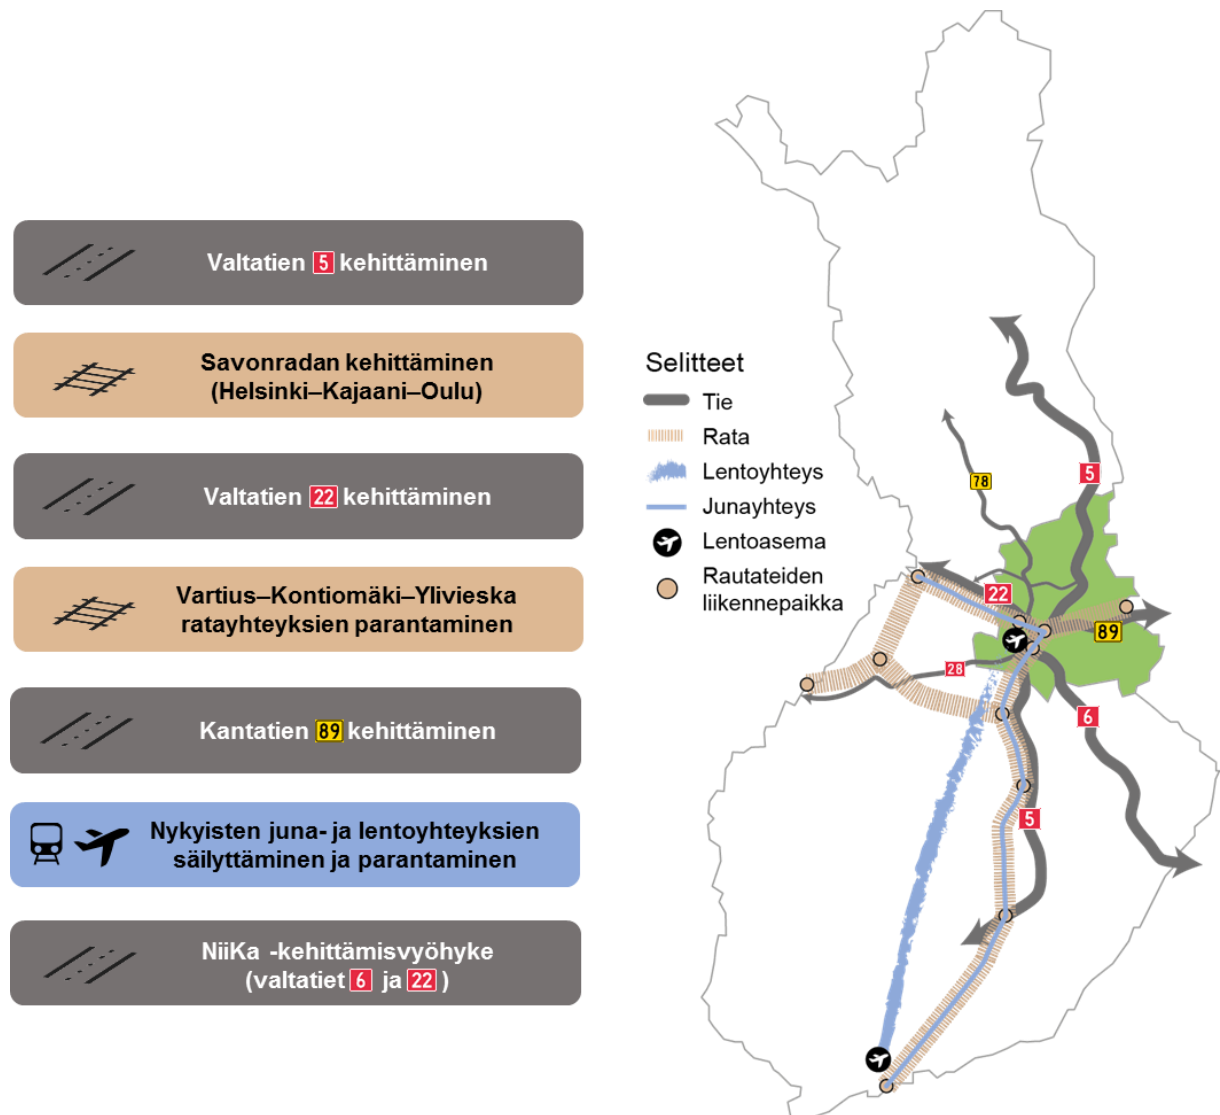 Valtatien 5 kehittäminen
Savonradan kehittäminen
(Helsinki–Kajaani–Oulu)
Valtatien 22 kehittäminen
Vartius–Kontiomäki–Ylivieska
ratayhteyksien parantaminen
Kantatien 89 kehittäminen
Nykyisten juna- ja lentoyhteyksien
säilyttäminen ja parantaminen
NiiKa -kehittämisvyöhyke
(valtatiet 6 ja 22 )
Selitteet
Tie
Rata
Lentoyhteys
Junayhteys
Lentoasema
Rautateiden
liikennepaikka
5
78
22
89
28
6
5